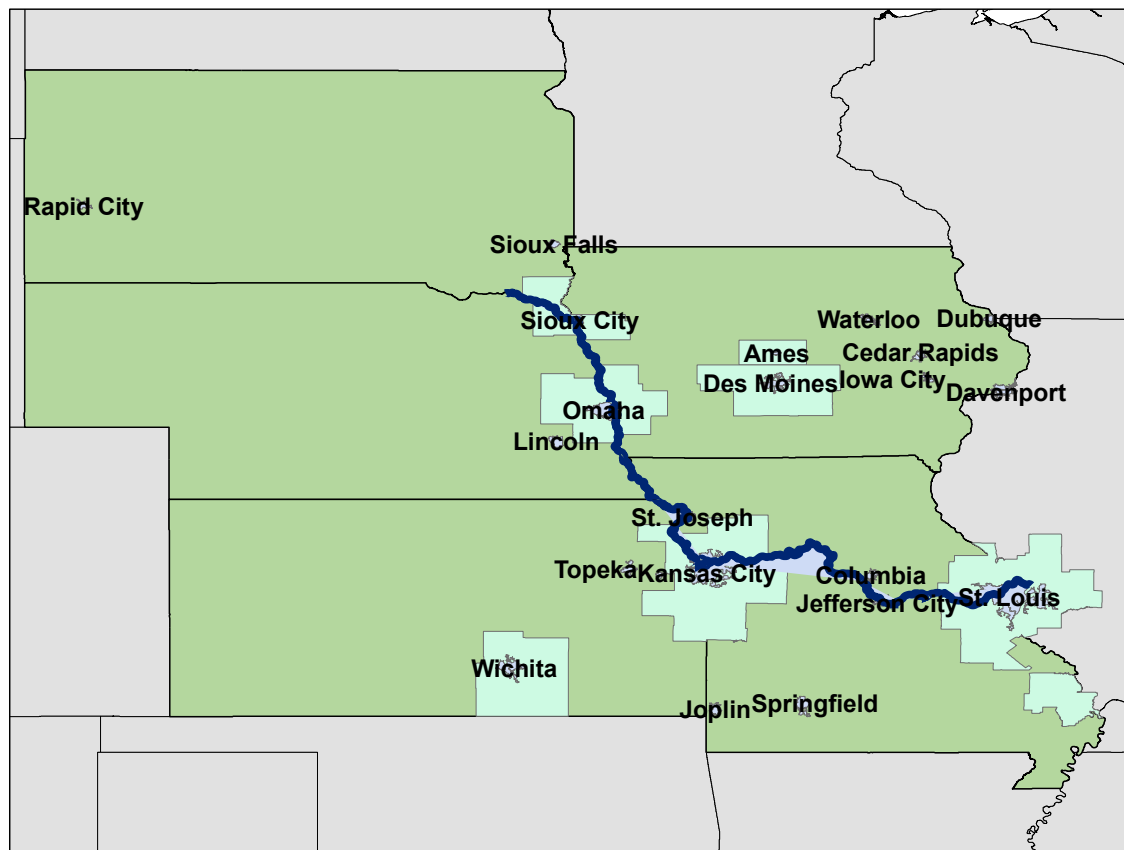 Rapid City
Sioux Falls
Sioux City
Waterloo
Dubuque
Ames
Cedar Rapids
Des Moines
Iowa City
Davenport
Omaha
Lincoln
St. Joseph
Topeka
Kansas City
Columbia
Jefferson City
St. Louis
Wichita
Joplin
Springfield